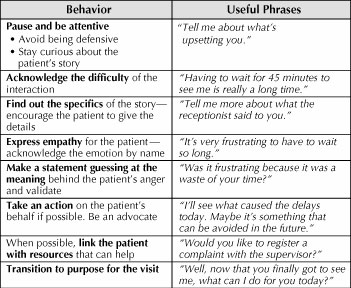 Behavior
Useful Phrases
Pause and be attentive
• Avoid being defensive
• Stay curious about the
patient's story
"Tell me about what's
upsetting you."
Acknowledge the difficulty of the
interaction
"Having to wait for 45 minutes to
see me is really a long time."
Find out the specifics of the story—
encourage the patient to give the
details
"Tell me more about what the
receptionist said to you."
Express empathy for the patient—
acknowledge the emotion by name
"It's very frustrating to have to wait
so long."
Make a statement guessing at the
meaning behind the patient's anger
and validate
"Was it frustrating because it was a
waste of your time?"
Take an action on the patient's
behalf if possible. Be an advocate
"I'll see what caused the delays
today. Maybe it's something that
can be avoided in the future."
When possible, link the patient
with resources that can help
"Would you like to register a
complaint with the supervisor?"
Transition to purpose for the visit
"Well, now that you finally got to see
me, what can I do for you today?"